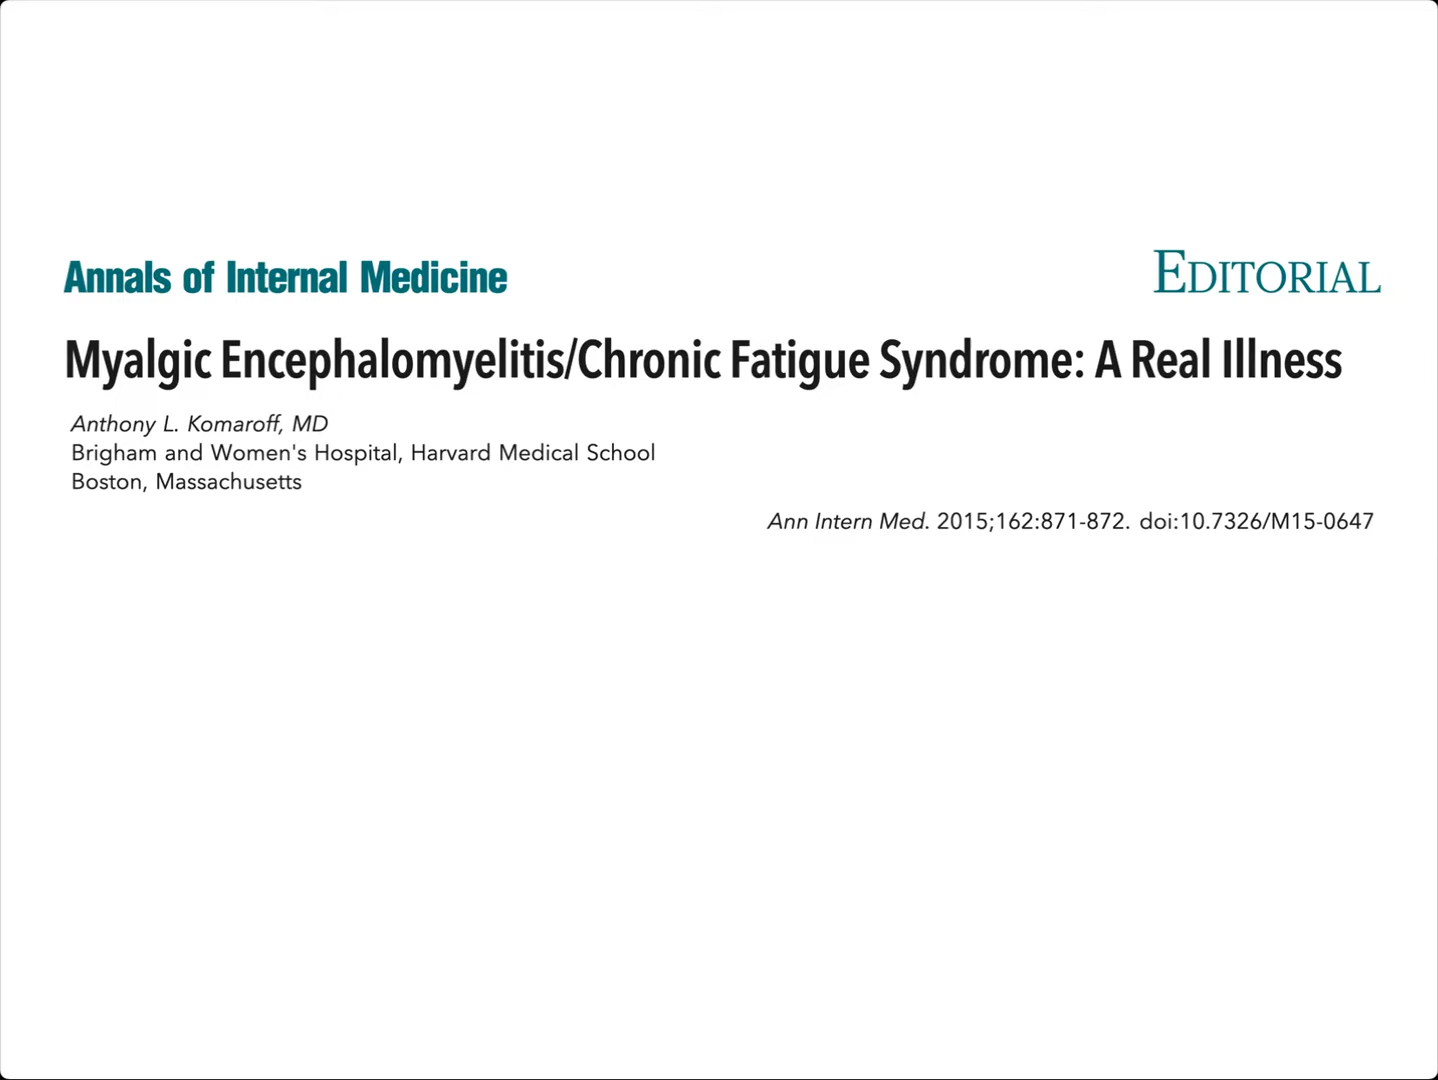 Annals of Internal Medicine
EDITORIAL
Myalgic Encephalomyelitis/Chronic Fatigue Syndrome: A Real Illness
Anthony L. Komaroff, MD
Brigham and Women's Hospital, Harvard Medical School
Boston, Massachusetts
Ann Intern Med. 2015;162:871-872. doi:10.7326/M15-0647